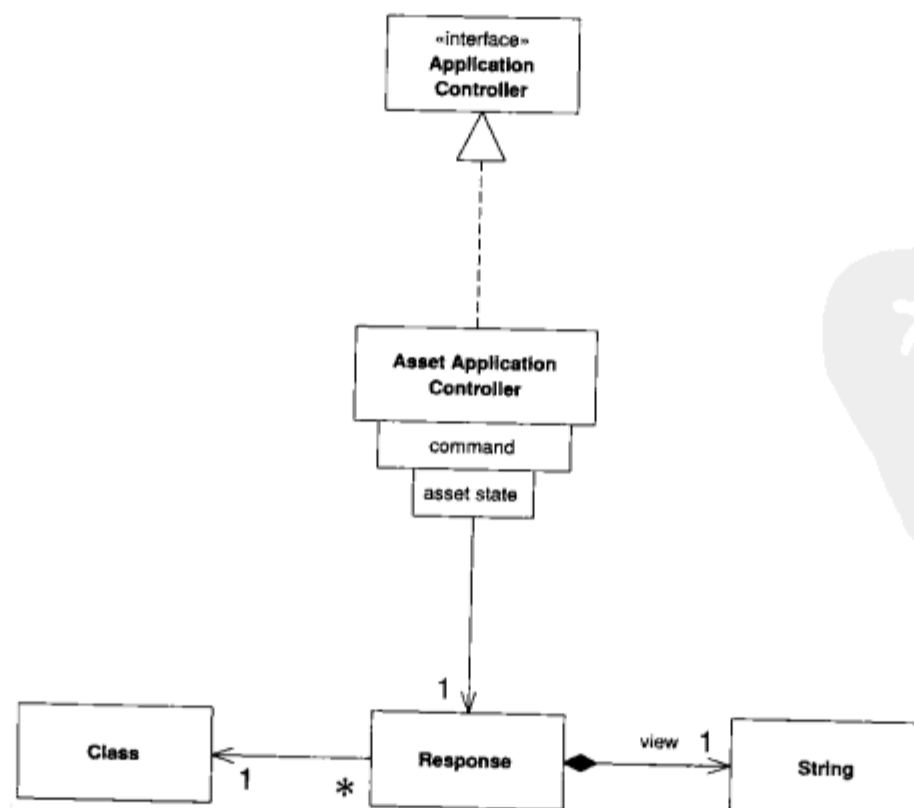 «interface»
Application
Controller
Asset Application
Controller
command
asset state
1
Class
1
*
Response
view
1
String